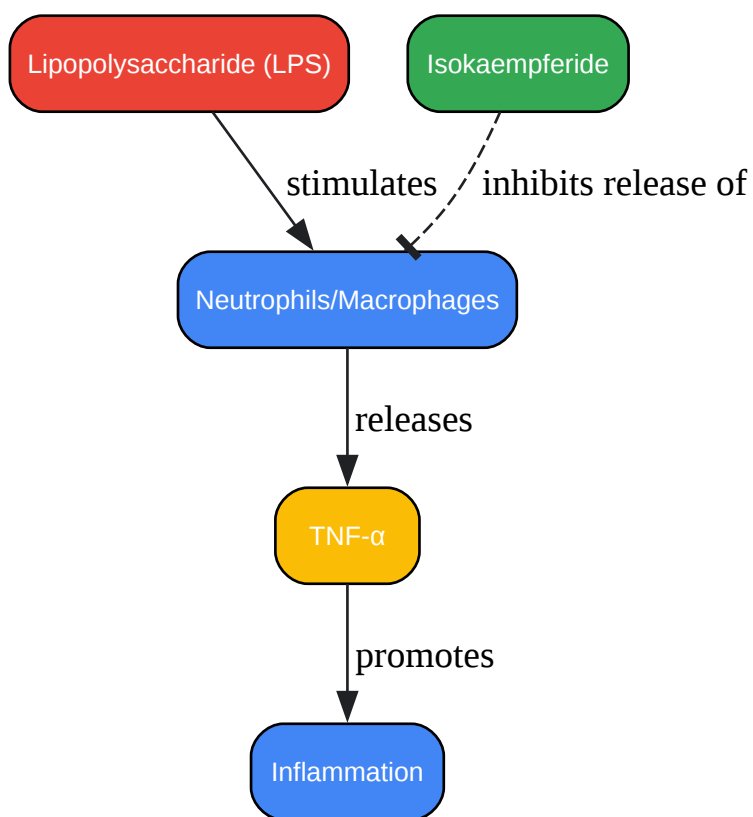 Lipopolysaccharide (LPS)
Isokaempferide
stimulates
inhibits release of
Neutrophils/Macrophages
releases
TNF-α
promotes
Inflammation